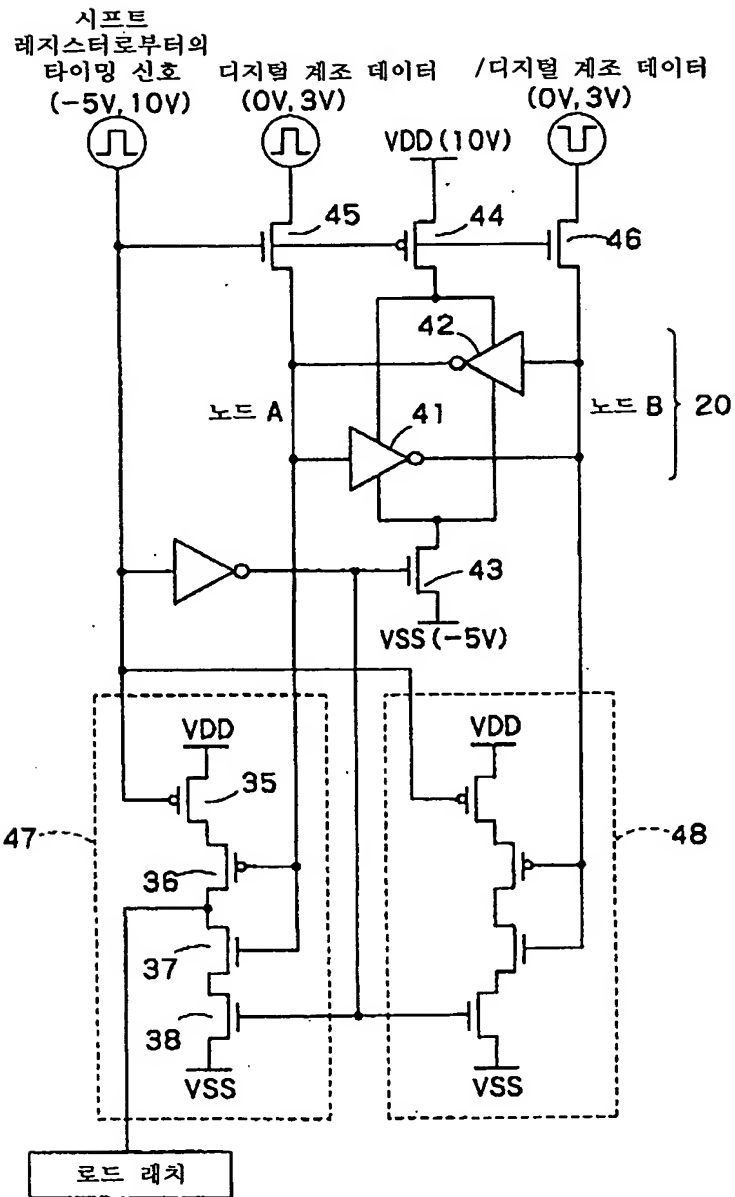 시프트
레지스터로부터의
타이밍 신호
(-5V,10V)
디지털 계조 데이터
(0V,3V)
/디지털 계조 데이터
(0V,3V)
VDD(10V)
45
44
46
42
노드 A
41
노드 B
20
43
VSS(-5V)
VDD
VDD
35
47
48
36
37
38
VSS
VSS
로드 래치